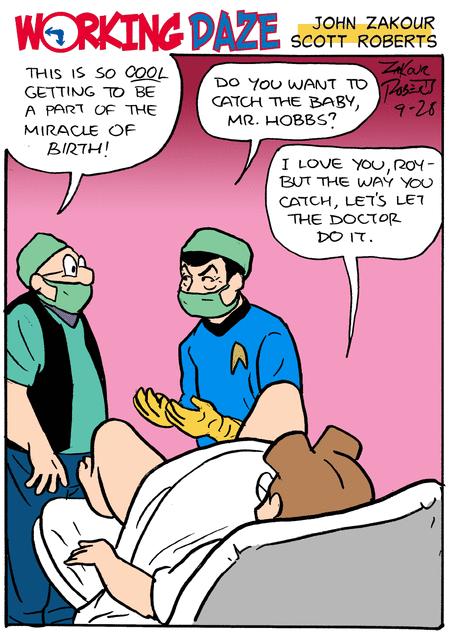 WORKING DAZE
JOHN ZAKOUR
SCOTT ROBERTS
ZAKOUR
ROBERTS
9-28
THIS IS SO OOOL
GETTING TO BE
A PART OF THE
MIRACLE OF
BIRTH!
DO YOU WANT TO
CATCH THE BABY,
MR. HOBBS?
I LOVE YOU, ROY-
BUT THE WAY YOU
CATCH, LET'S LET
THE DOCTOR
DO IT.